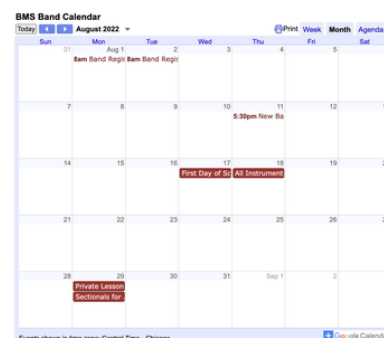 BMS Band Calendar
Today August 2022 Print Week Month Agenda
Sun Mon Tue Wed Thu Fri Sat
31 Aug 1 2 3 4 5
8am Band Regis 8am Band Regis
7 8 9 10 11 12
5:30pm New Ba
14 15 16 17 18 19
First Day of Sc All Instrument
21 22 23 24 25 26
28 29 30 31 Sep 1 2
Private Lesson
Sectionals for
Events shown in time zone: Central Time - Chicago
Google Calenda